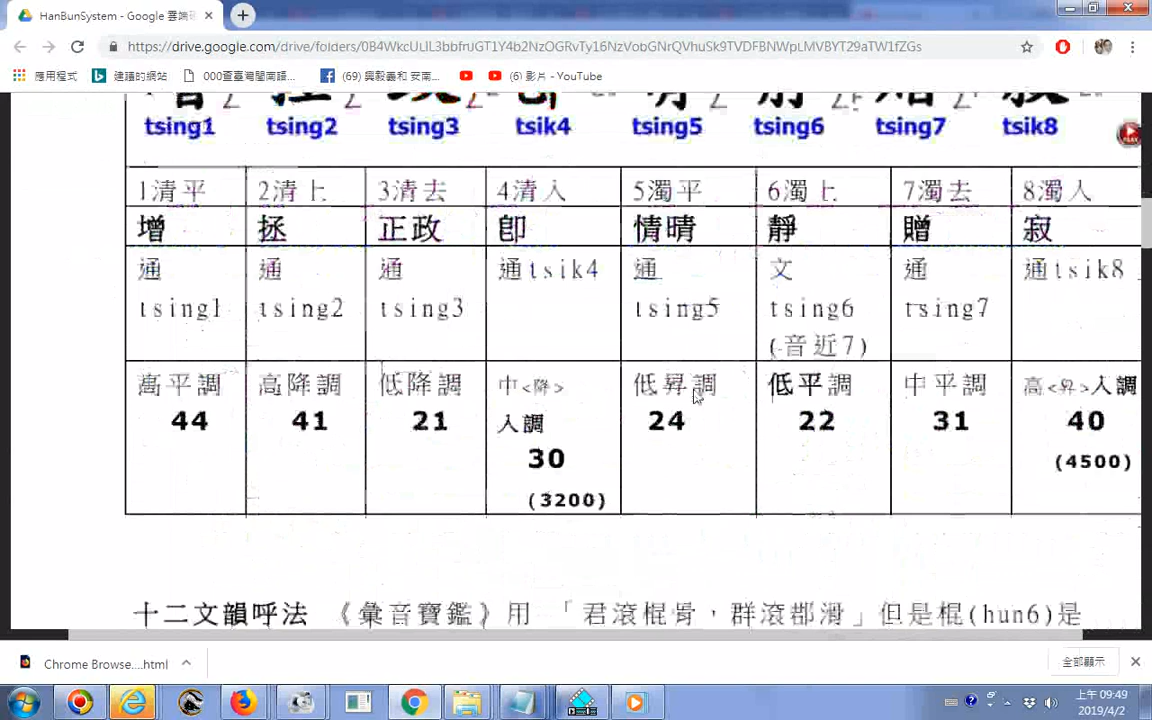 HanBunSystem - Google 雲端
https://drive.google.com/drive/folders/0B4WkcULlL3bbfrJGT1Y4b2NzOGRvTy16NzVobGNrQVhuSk9TVDFBNWpLMVBYT29aTW1fZGs
應用程式 建議的網站 000查臺灣閩南語... (69) 吳毅叢和 安南... (6) 影片 - YouTube
tsing1 tsing2 tsing3 tsik4 tsing5 tsing6 tsing7 tsik8
1清平 2清上 3清去 4清入 5濁平 6濁上 7濁去 8濁入
增 拯 正政 卽 情晴 靜 贈 寂
通 通 通 通tsik4 通 文 通 通tsik8
tsing1 tsing2 tsing3 tsing5 tsing6 tsing7
(音近7)
高平調 高降調 低降調 中<降> 低昇調 低平調 中平調 高<昇>入調
44 41 21 入調 24 22 31 40
30 (4500)
(3200)
十二文韻呼法 《彙音寶鑑》用 「君滾棍骨，群滾郡滑」但是棍(hun6)是
Chrome Browse....html 全部顯示
上午 09:49
2019/4/2